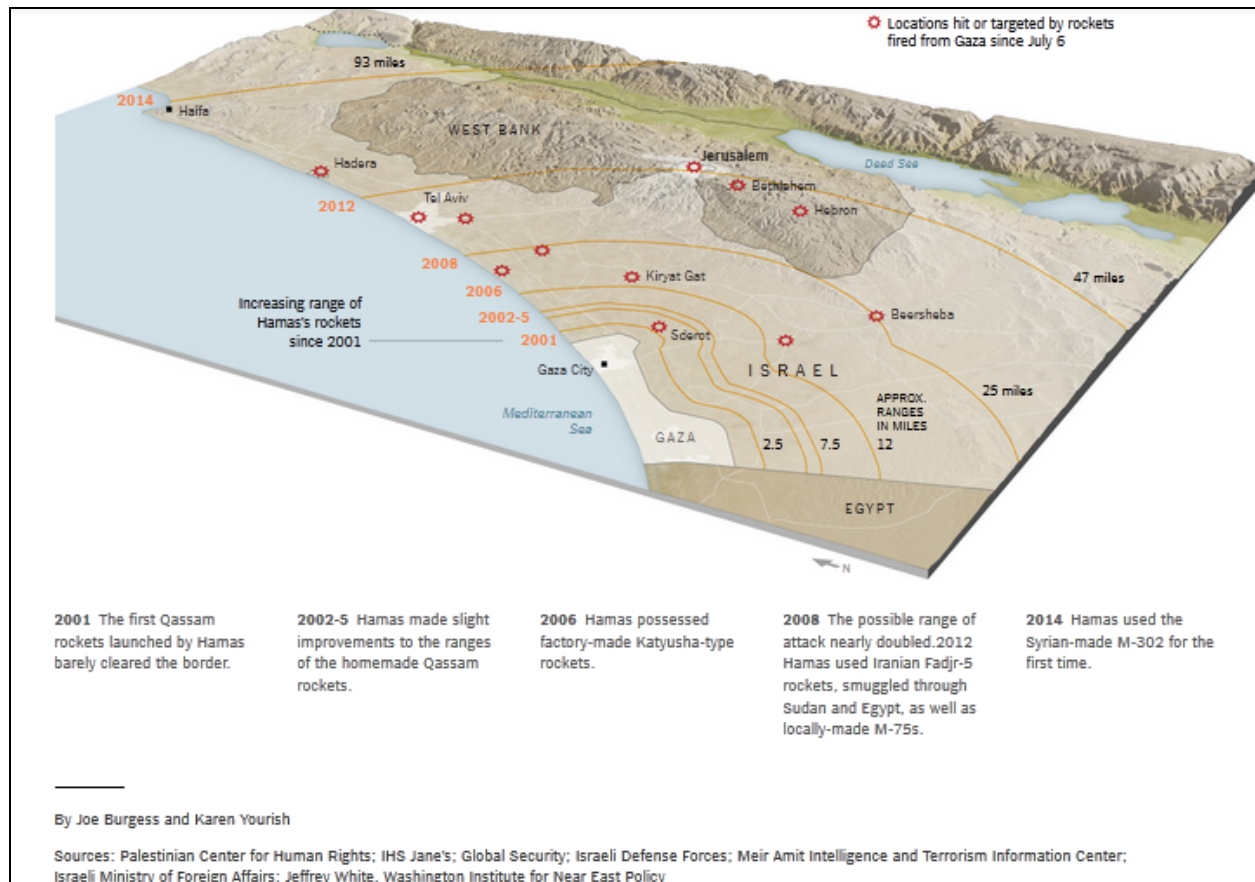 Locations hit or targeted by rockets
fired from Gaza since July 6
93 miles
2014
Haifa
WEST BANK
Jerusalem
Dead Sea
Hadera
Bethlehem
2012
Tel Aviv
Hebron
2008
Kiryat Gat
47 miles
2006
Increasing range of
Hamas's rockets
since 2001
2002-5
Beersheba
2001
Sderot
Gaza City
ISRAEL
25 miles
Mediterranean
Sea
APPROX.
RANGES
IN MILES
GAZA
2.5
7.5
12
EGYPT
N
2001 The first Qassam
rockets launched by Hamas
barely cleared the border.
2002-5 Hamas made slight
improvements to the ranges
of the homemade Qassam
rockets.
2006 Hamas possessed
factory-made Katyusha-type
rockets.
2008 The possible range of
attack nearly doubled.2012
Hamas used Iranian Fadjr-5
rockets, smuggled through
Sudan and Egypt, as well as
locally-made M-75s.
2014 Hamas used the
Syrian-made M-302 for the
first time.
By Joe Burgess and Karen Yourish
Sources: Palestinian Center for Human Rights; IHS Jane's; Global Security; Israeli Defense Forces; Meir Amit Intelligence and Terrorism Information Center;
Israeli Ministry of Foreign Affairs; Jeffrey White, Washington Institute for Near East Policy